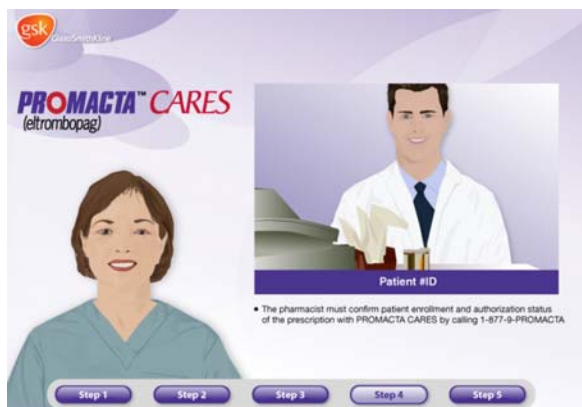 gsk
GlaxoSmithKline
PROMACTA™ CARES
(eltrombopag)
Patient #ID
• The pharmacist must confirm patient enrollment and authorization status
of the prescription with PROMACTA CARES by calling 1-877-9-PROMACTA
Step 1
Step 2
Step 3
Step 4
Step 5